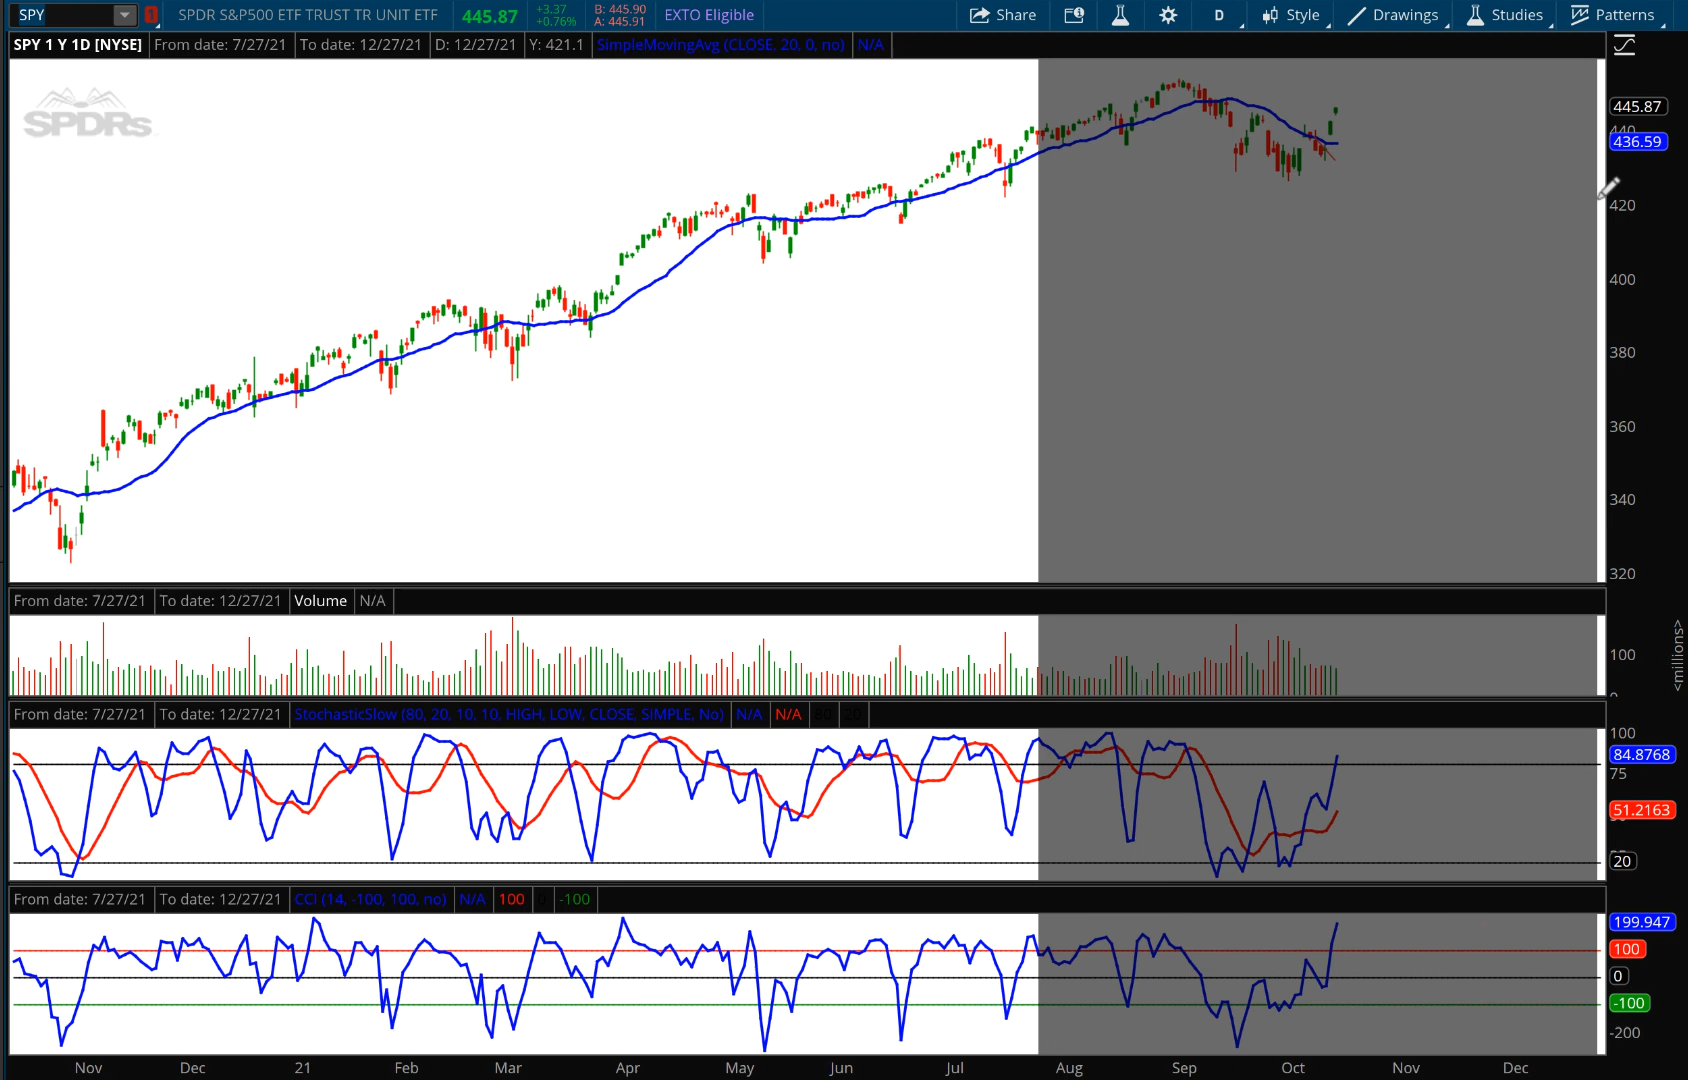 SPY 1 SPDR S&P500 ETF TRUST TR UNIT ETF 445.87 +3.37 +0.76% B: 445.90 A: 445.91 EXTO Eligible Share D Style Drawings Studies Patterns
SPY 1 Y 1D [NYSE] From date: 7/27/21 To date: 12/27/21 D: 12/27/21 Y: 421.1 SimpleMovingAvg (CLOSE, 20, 0, no) N/A
SPDRs
445.87
440
436.59
420
400
380
360
340
320
From date: 7/27/21 To date: 12/27/21 Volume N/A
100
<millions>
From date: 7/27/21 To date: 12/27/21 StochasticSlow (80, 20, 10, 10, HIGH, LOW, CLOSE, SIMPLE, No) N/A N/A 80 20
100
84.8768
75
51.2163
20
From date: 7/27/21 To date: 12/27/21 CCI (14, -100, 100, no) N/A 100 0 -100
199.947
100
0
-100
-200
Nov Dec 21 Feb Mar Apr May Jun Jul Aug Sep Oct Nov Dec